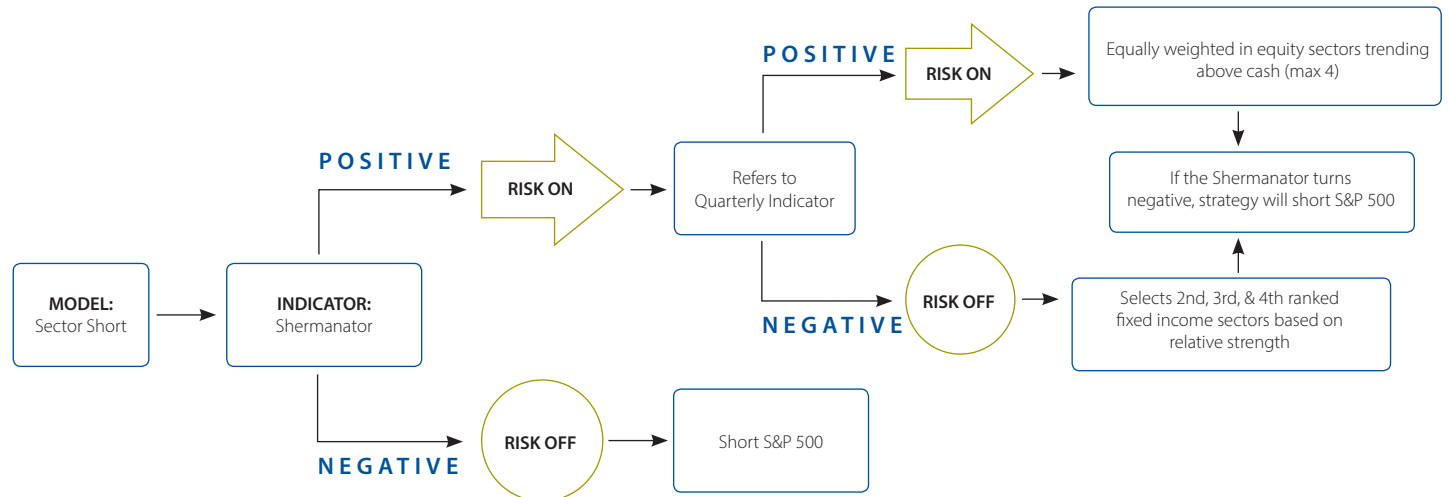 POSITIVE
RISK ON
Equally weighted in equity sectors trending
above cash (max 4)
POSITIVE
RISK ON
Refers to
Quarterly Indicator
If the Shermanator turns
negative, strategy will short S&P 500
MODEL:
Sector Short
INDICATOR:
Shermanator
NEGATIVE
RISK OFF
Selects 2nd, 3rd, & 4th ranked
fixed income sectors based on
relative strength
NEGATIVE
RISK OFF
Short S&P 500